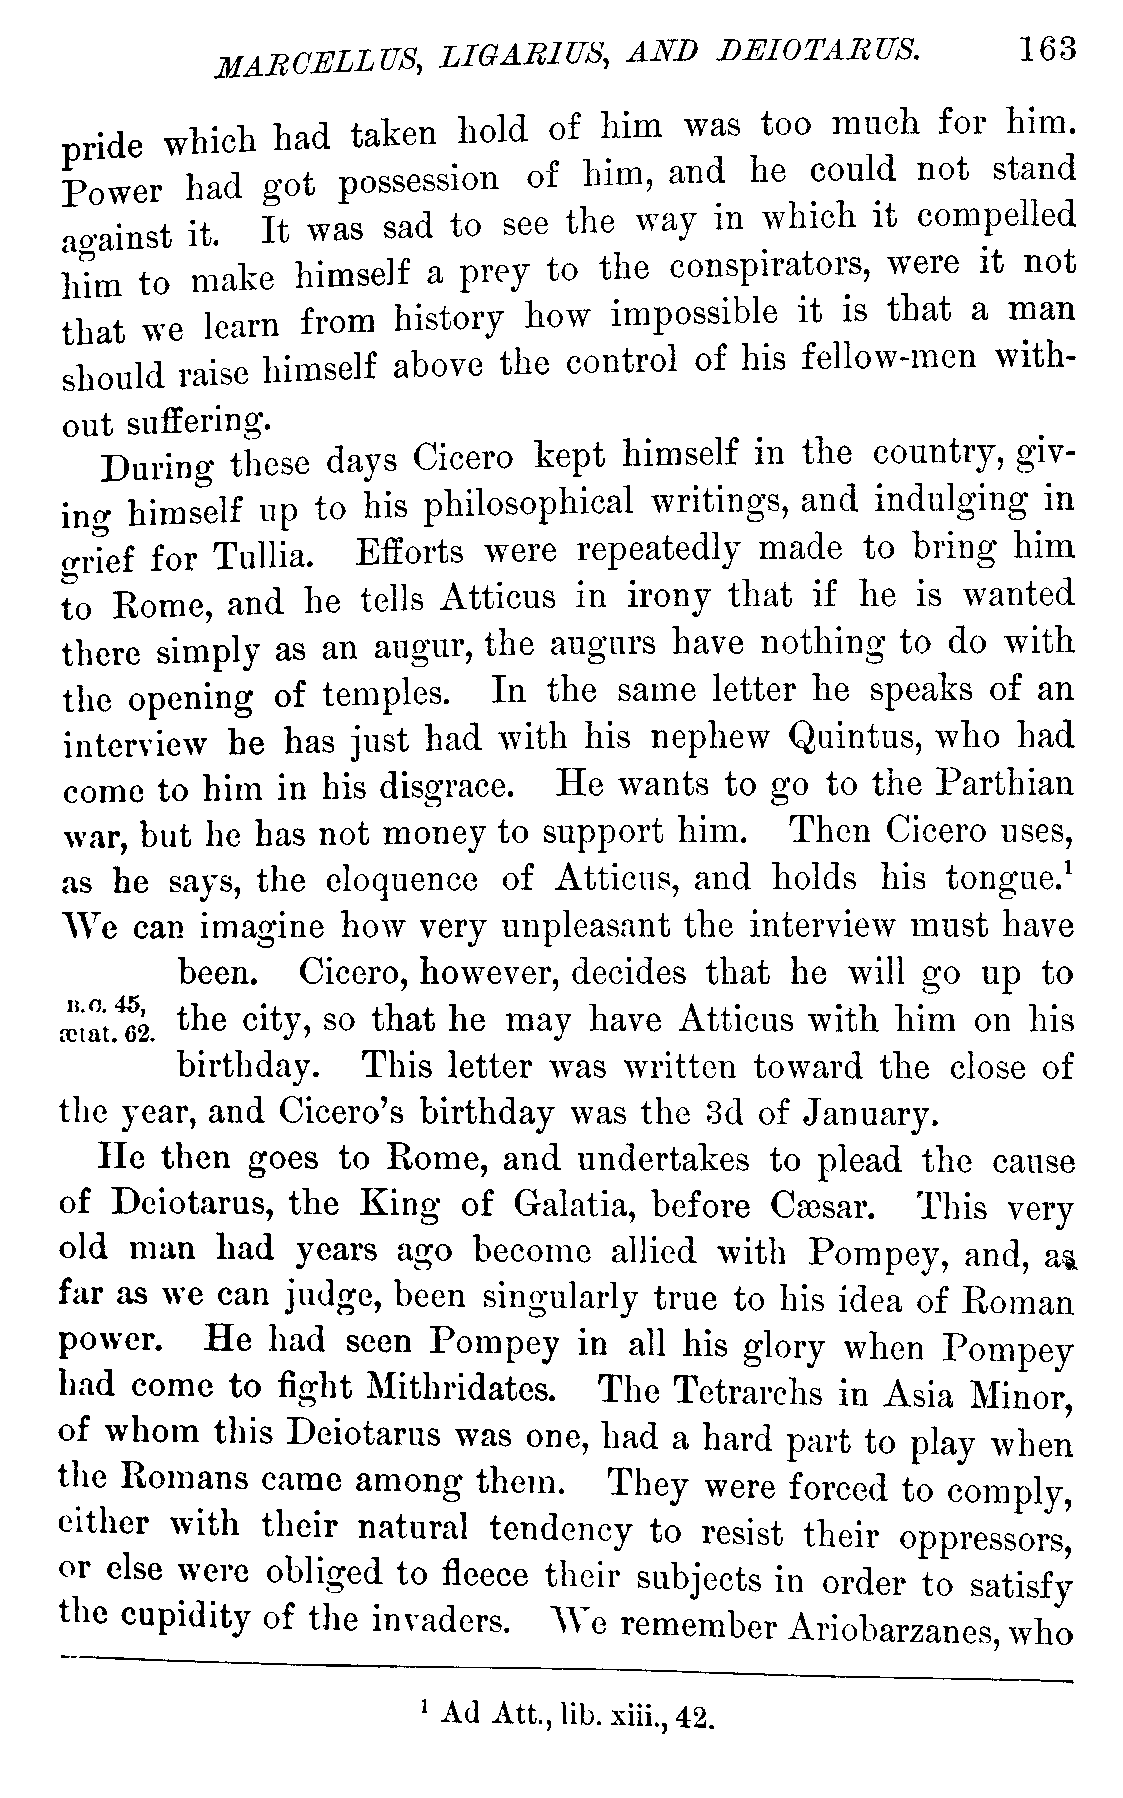 MARCELLUS, LIGARIUS, AND DEIOTARUS. 163
pride which had taken hold of him was too much for him.
Power had got possession of him, and he could not stand
against it. It was sad to see the way in which it compelled
him to make himself a prey to the conspirators, were it not
that we learn from history how impossible it is that a man
should raise himself above the control of his fellow-men with-
out suffering.
During these days Cicero kept himself in the country, giv-
ing himself up to his philosophical writings, and indulging in
grief for Tullia. Efforts were repeatedly made to bring him
to Rome, and he tells Atticus in irony that if he is wanted
there simply as an augur, the augurs have nothing to do with
the opening of temples. In the same letter he speaks of an
interview he has just had with his nephew Quintus, who had
come to him in his disgrace. He wants to go to the Parthian
war, but he has not money to support him. Then Cicero uses,
as he says, the eloquence of Atticus, and holds his tongue.¹
We can imagine how very unpleasant the interview must have
been. Cicero, however, decides that he will go up to
B.C. 45,
ætat. 62.
the city, so that he may have Atticus with him on his
birthday. This letter was written toward the close of
the year, and Cicero's birthday was the 3d of January.
He then goes to Rome, and undertakes to plead the cause
of Deiotarus, the King of Galatia, before Cæsar. This very
old man had years ago become allied with Pompey, and, as
far as we can judge, been singularly true to his idea of Roman
power. He had seen Pompey in all his glory when Pompey
had come to fight Mithridates. The Tetrarchs in Asia Minor,
of whom this Deiotarus was one, had a hard part to play when
the Romans came among them. They were forced to comply,
either with their natural tendency to resist their oppressors,
or else were obliged to fleece their subjects in order to satisfy
the cupidity of the invaders. We remember Ariobarzanes, who
¹ Ad Att., lib. xiii., 42.